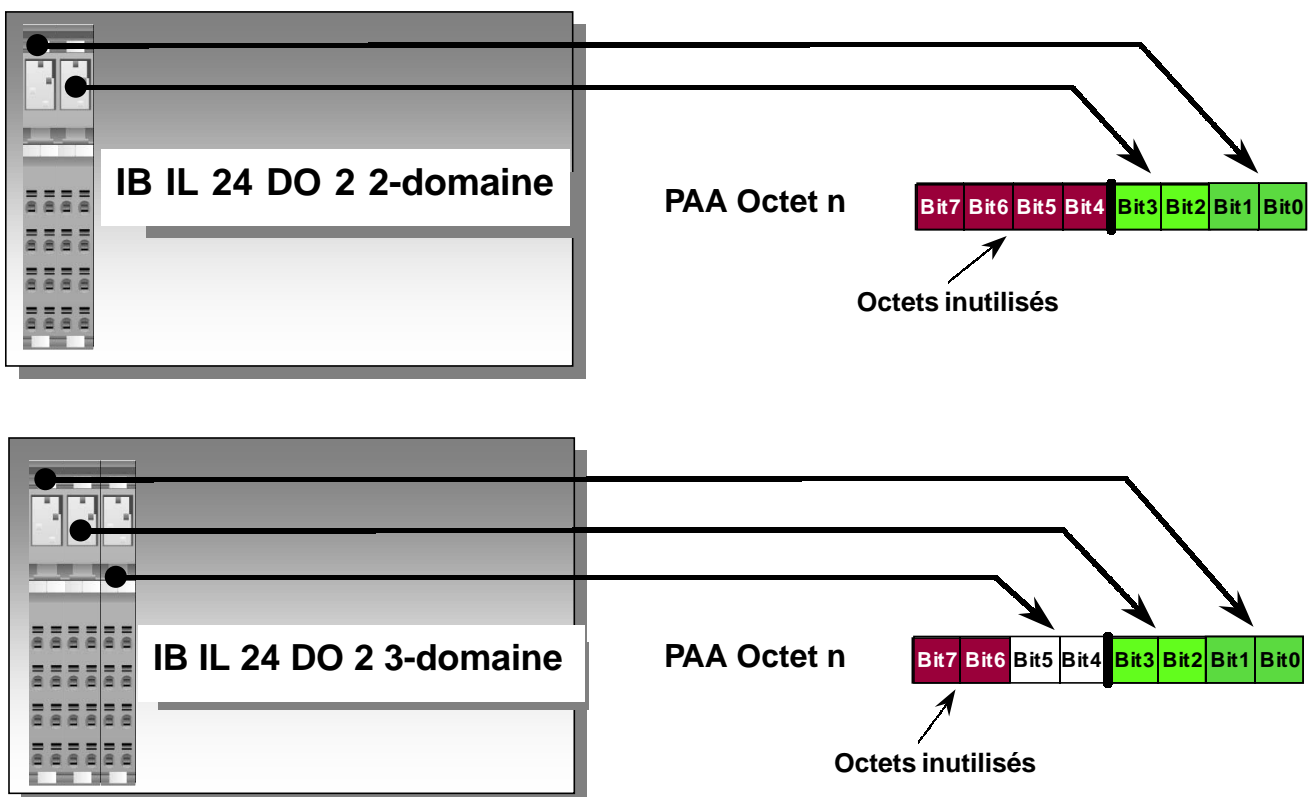 IB IL 24 DO 2 2-domaine
PAA Octet n
Bit7 Bit6 Bit5 Bit4 Bit3 Bit2 Bit1 Bit0
Octets inutilisés
IB IL 24 DO 2 3-domaine
PAA Octet n
Bit7 Bit6 Bit5 Bit4 Bit3 Bit2 Bit1 Bit0
Octets inutilisés